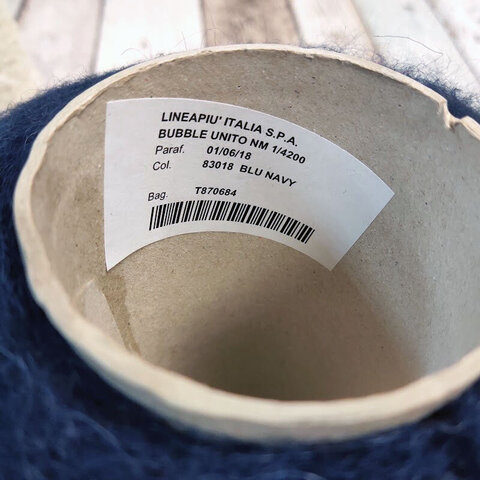 LINEAPIU' ITALIA S.P.A.
BUBBLE UNITO NM 1/4200
Paraf. 01/06/18
Col. 83018 BLU NAVY
Bag. T870684